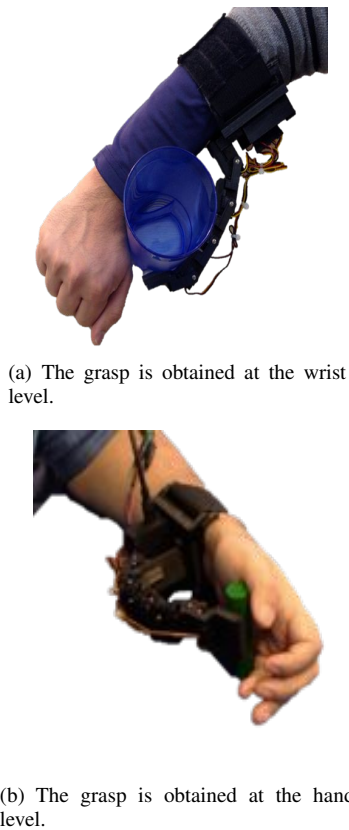 (a) The grasp is obtained at the wrist
level.
(b) The grasp is obtained at the hand
level.